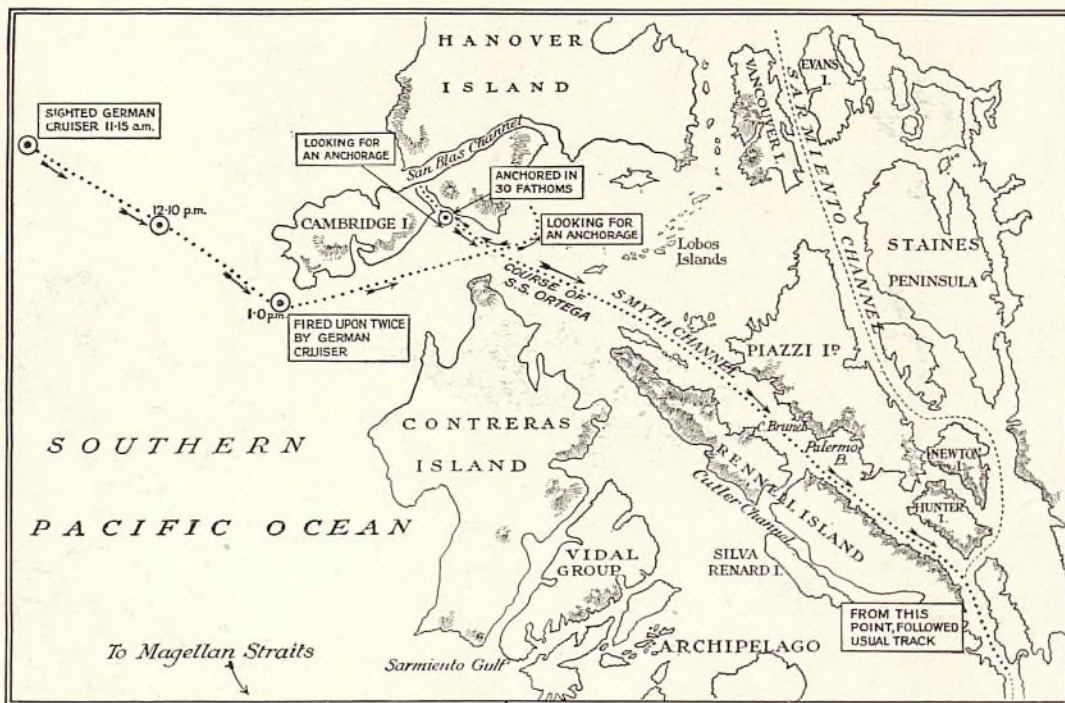 HANOVER
ISLAND
VANCOUVER I.
EVANS
I.
SARMIENTO CHANNEL
SIGHTED GERMAN
CRUISER 11-15 a.m.
LOOKING FOR
AN ANCHORAGE
San Blas Channel
ANCHORED IN
30 FATHOMS
12-10 p.m.
CAMBRIDGE I.
LOOKING FOR
AN ANCHORAGE
Lobos
Islands
STAINES
PENINSULA
COURSE OF
S.S. ORTEGA
1-0 p.m.
FIRED UPON TWICE
BY GERMAN
CRUISER
SMYTH CHANNEL
PIAZZI ID.
CONTRERAS
ISLAND
C. Brunel
Palermo
B.
NEWTON
I.
SOUTHERN
PACIFIC OCEAN
RENNELL ISLAND
Cutler Channel
HUNTER
I.
VIDAL
GROUP
SILVA
RENARD I.
FROM THIS
POINT, FOLLOWED
USUAL TRACK
ARCHIPELAGO
To Magellan Straits
Sarmiento Gulf